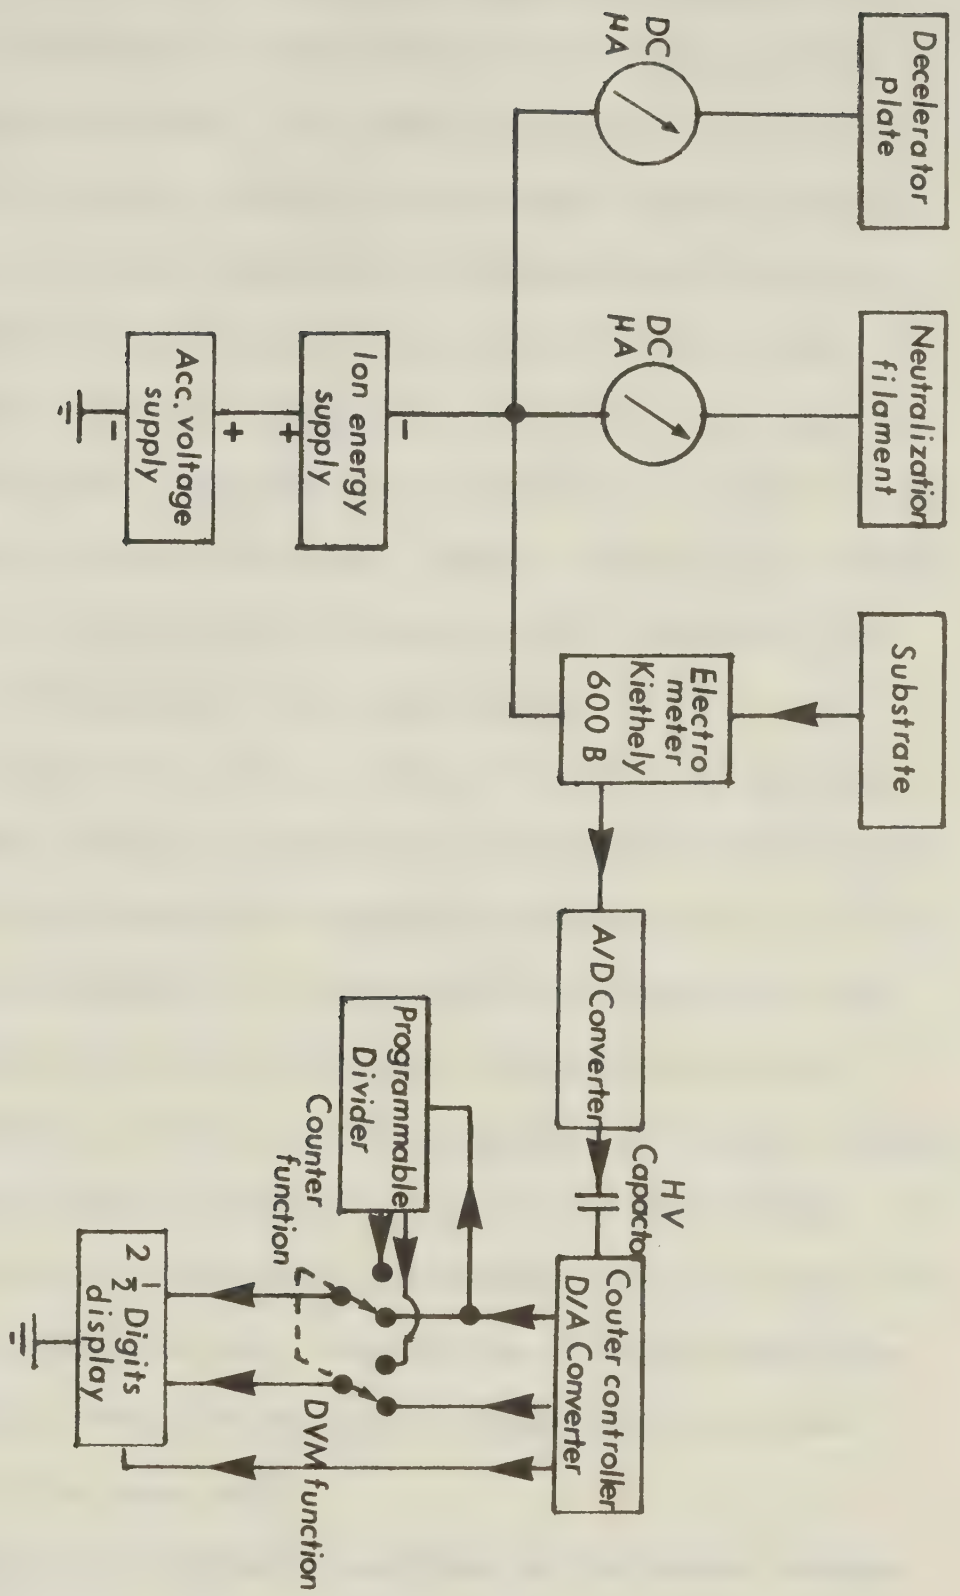 Decelerator
plate
Neutralization
filament
Substrate
DC
μA
DC
μA
Electro
meter
Kiethely
600 B
A/D Converter
HV
Capacto
Couter controller
D/A Converter
Ion energy
supply
-
+
Acc. voltage
supply
+
-
Programmable
Divider
Counter
function
DVM function
2 1/2 Digits
display